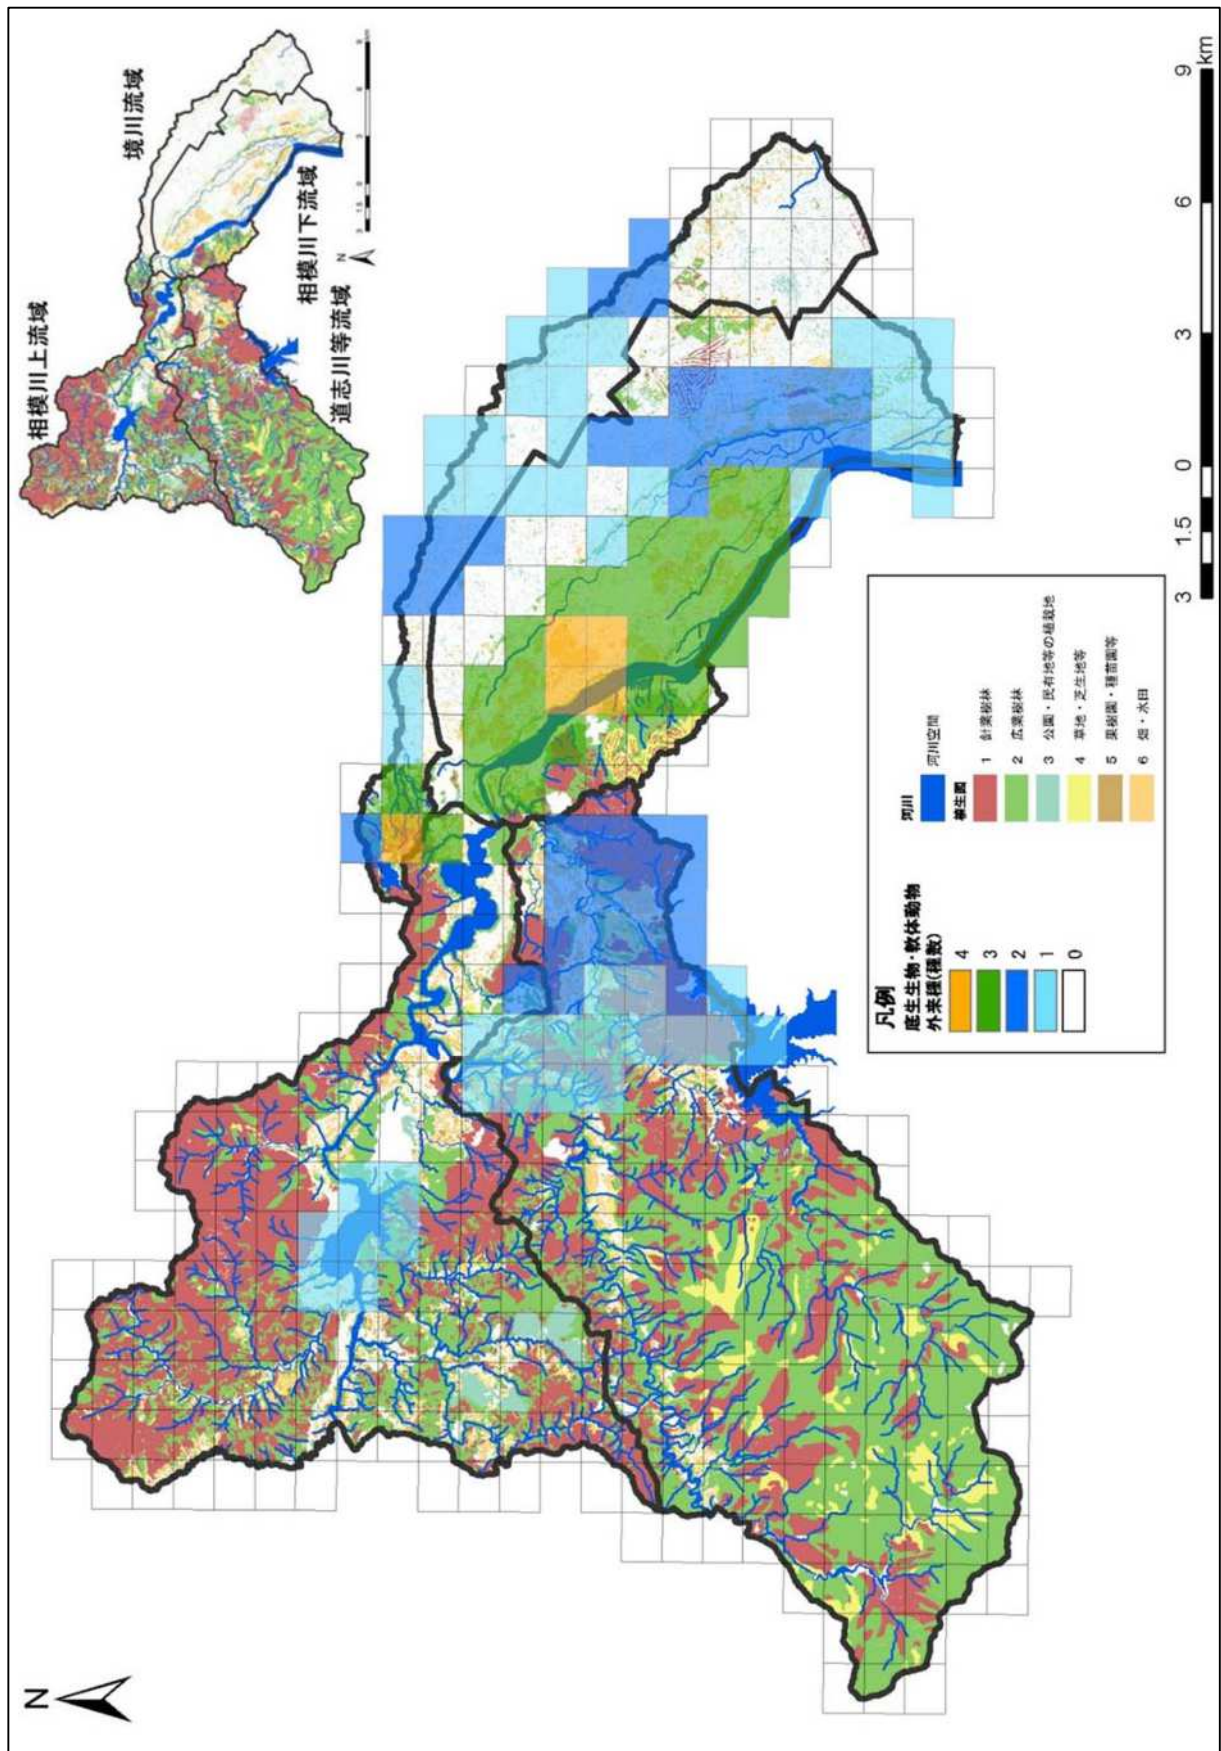 N
相模川上流域
境川流域
相模川下流域
道志川等流域
N
凡例
底生生物・軟体動物
外来種(種数)
4
3
2
1
0
河川
河川空間
植生図
1 針葉樹林
2 広葉樹林
3 公園・民有地等の植栽地
4 草地・芝生地等
5 果樹園・種苗園等
6 畑・水田
3 1.5 0 3 6 9
km